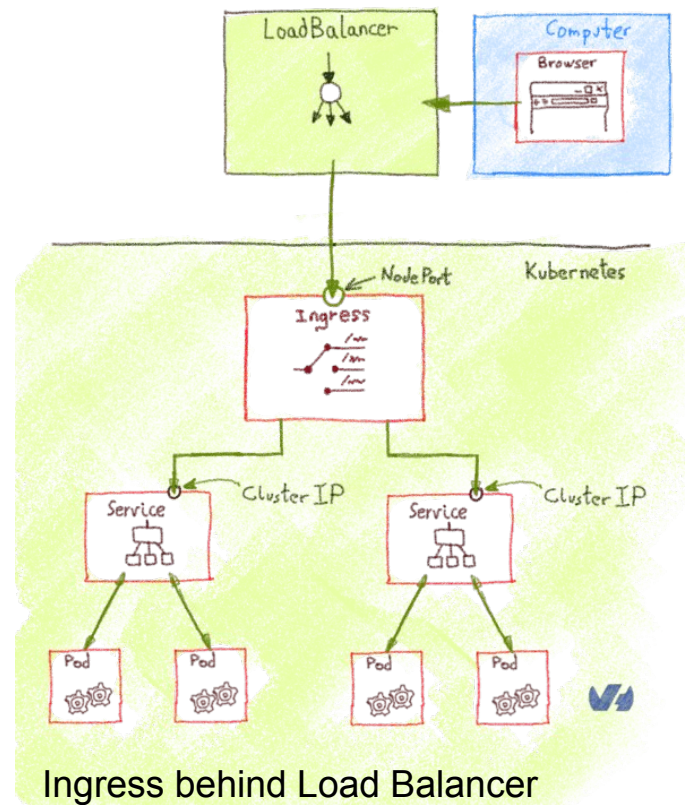 LoadBalancer
Computer
Browser
NodePort
Kubernetes
Ingress
Cluster IP
Cluster IP
Service
Service
Pod
Pod
Pod
Pod
Ingress behind Load Balancer